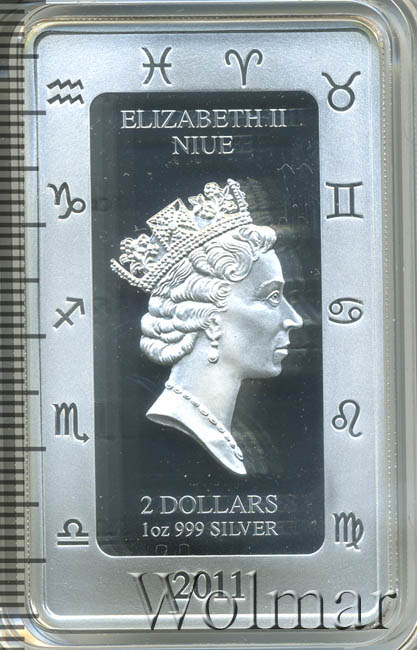 ELIZABETH II
NIUE
2 DOLLARS
1oz 999 SILVER
2011
Wolmar